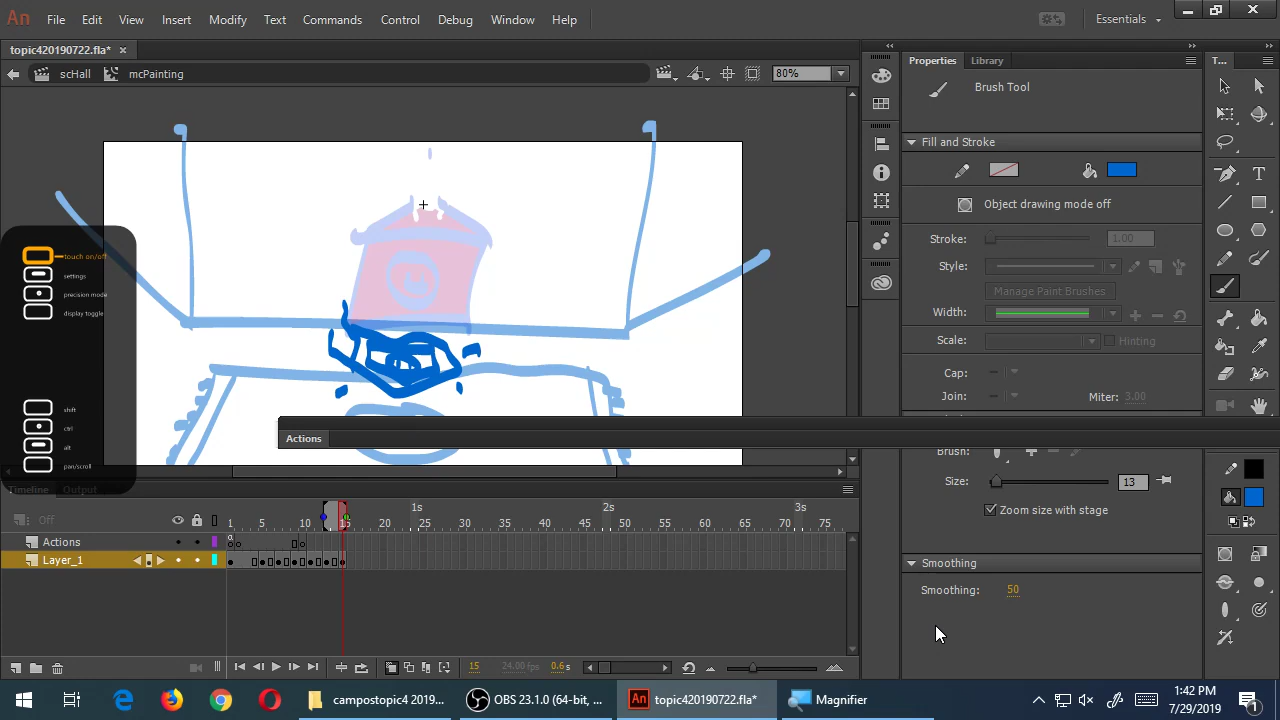 An File Edit View Insert Modify Text Commands Control Debug Window Help Essentials
topic420190722.fla* ×
scHall mcPainting 80%
Properties Library T...
Brush Tool
Fill and Stroke
Object drawing mode off
Stroke: 1.00
Style:
Manage Paint Brushes
Width:
Scale: Hinting
Cap:
Join: Miter: 3.00
touch on/off
settings
precision mode
display toggle
shift
ctrl
alt
pan/scroll
Actions
Brush:
Size: 13
Zoom size with stage
Smoothing
Smoothing: 50
Timeline Output
Off 1s 2s 3s
1 5 10 15 20 25 30 35 40 45 50 55 60 65 70 75
Actions
Layer_1
15 24.00 fps 0.6 s
campostopic4 2019... OBS 23.1.0 (64-bit, ... An topic420190722.fla* Magnifier
1:42 PM
7/29/2019
1